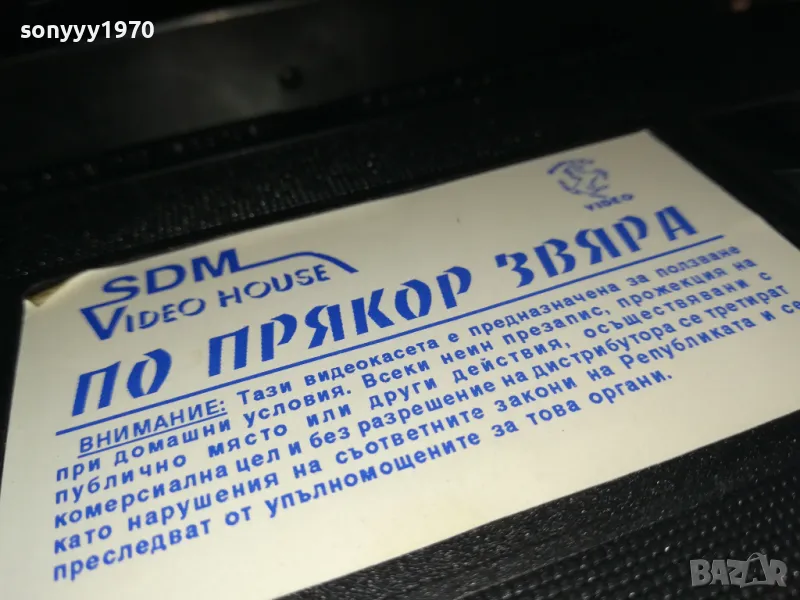 sonyyy1970
VIDEO
SDM
VIDEO HOUSE
ПО ПРЯКОР ЗВЯРА
ВНИМАНИЕ: Тази видеокасета е предназначена за ползване
при домашни условия. Всеки неин презапис, прожекция на
публично място или други действия, осъществявани с
комерсиална цел и без разрешение на дистрибутора се третират
като нарушения на съответните закони на Републиката и се
преследват от упълномощените за това органи.
BAZAR